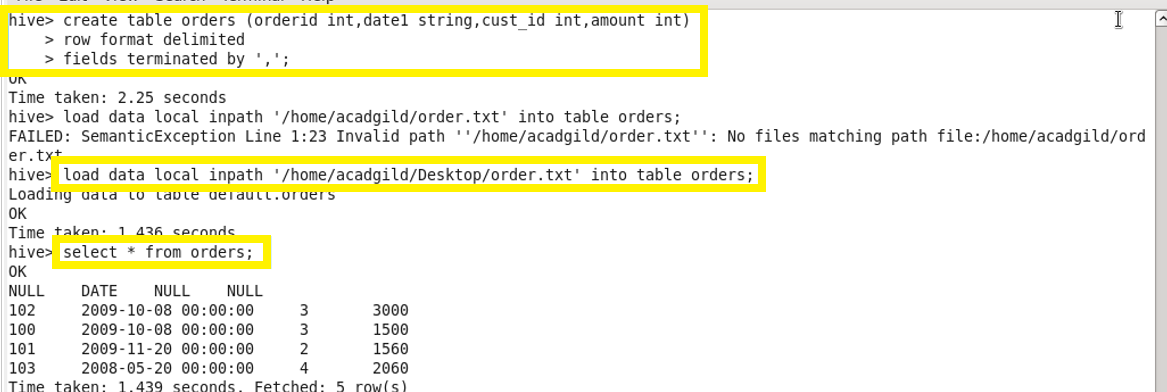 hive> create table orders (orderid int,date1 string,cust_id int,amount int)
> row format delimited
> fields terminated by ',';
OK
Time taken: 2.25 seconds
hive> load data local inpath '/home/acadgild/order.txt' into table orders;
FAILED: SemanticException Line 1:23 Invalid path ''/home/acadgild/order.txt'': No files matching path file:/home/acadgild/ord
er.txt
hive> load data local inpath '/home/acadgild/Desktop/order.txt' into table orders;
Loading data to table default.orders
OK
Time taken: 1.436 seconds
hive> select * from orders;
OK
NULL DATE NULL NULL
102 2009-10-08 00:00:00 3 3000
100 2009-10-08 00:00:00 3 1500
101 2009-11-20 00:00:00 2 1560
103 2008-05-20 00:00:00 4 2060
Time taken: 1.439 seconds, Fetched: 5 row(s)